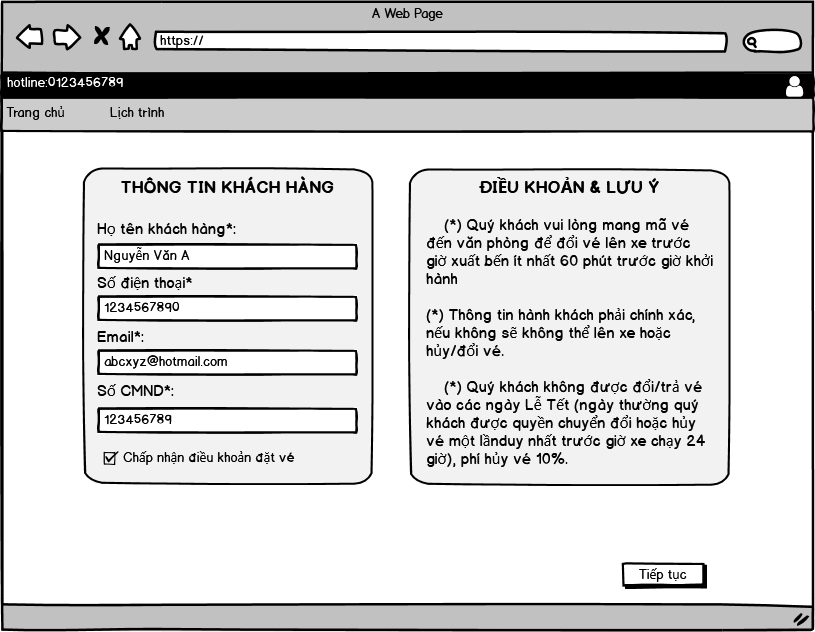 A Web Page
https://
hotline:0123456789
Trang chủ
Lịch trình
THÔNG TIN KHÁCH HÀNG
Họ tên khách hàng*:
Nguyễn Văn A
Số điện thoại*
1234567890
Email*:
abcxyz@hotmail.com
Số CMND*:
123456789
Chấp nhận điều khoản đặt vé
ĐIỀU KHOẢN & LƯU Ý
(*) Quý khách vui lòng mang mã vé
đến văn phòng để đổi vé lên xe trước
giờ xuất bến ít nhất 60 phút trước giờ khởi
hành
(*) Thông tin hành khách phải chính xác,
nếu không sẽ không thể lên xe hoặc
hủy/đổi vé.
(*) Quý khách không được đổi/trả vé
vào các ngày Lễ Tết (ngày thường quý
khách được quyền chuyển đổi hoặc hủy
vé một lầnduy nhất trước giờ xe chạy 24
giờ), phí hủy vé 10%.
Tiếp tục